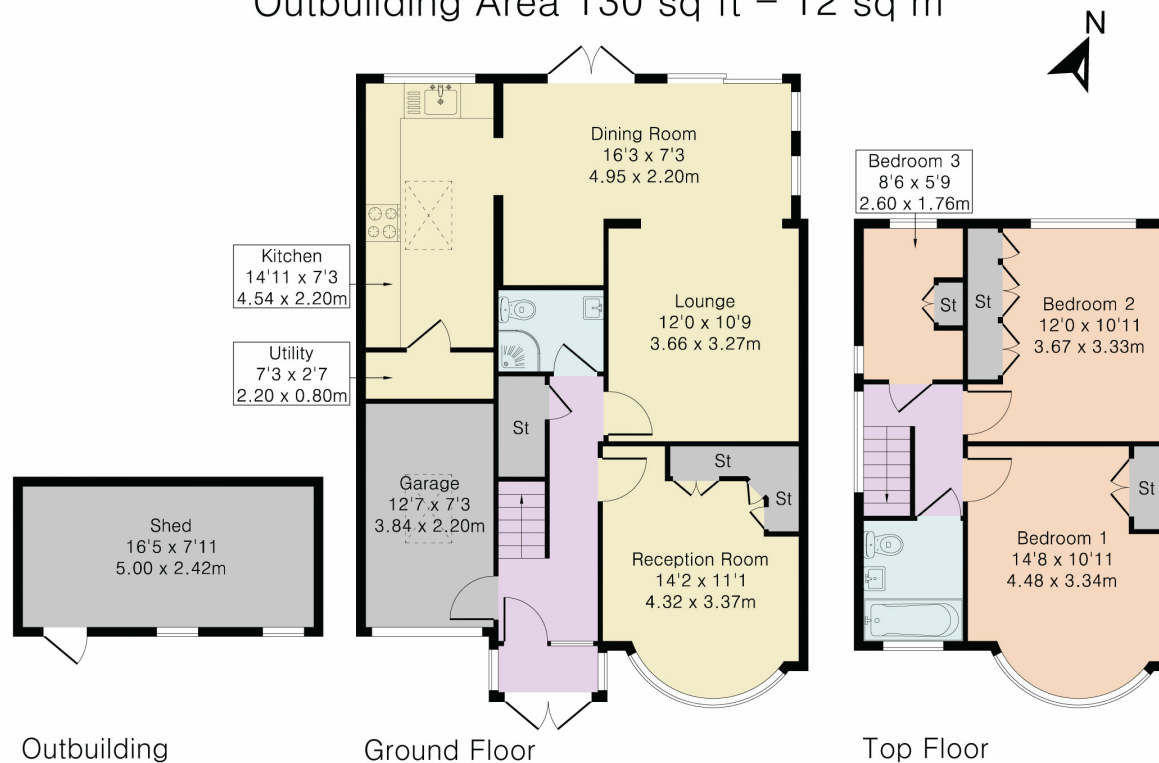 Outbuilding Area 130 sq ft – 12 sq m
N
Dining Room
16'3 x 7'3
4.95 x 2.20m
Bedroom 3
8'6 x 5'9
2.60 x 1.76m
Kitchen
14'11 x 7'3
4.54 x 2.20m
Lounge
12'0 x 10'9
3.66 x 3.27m
St
St
Bedroom 2
12'0 x 10'11
3.67 x 3.33m
Utility
7'3 x 2'7
2.20 x 0.80m
St
Garage
12'7 x 7'3
3.84 x 2.20m
St
St
St
Shed
16'5 x 7'11
5.00 x 2.42m
Reception Room
14'2 x 11'1
4.32 x 3.37m
Bedroom 1
14'8 x 10'11
4.48 x 3.34m
Outbuilding
Ground Floor
Top Floor